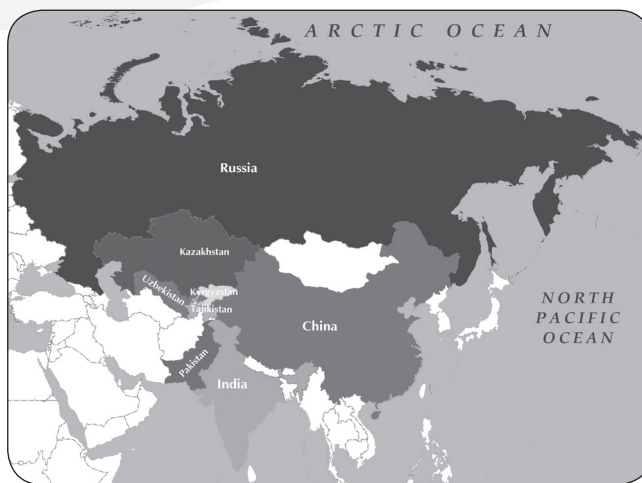 ARCTIC OCEAN
Russia
Kazakhstan
Uzbekistan
Kyrgyzstan
Tajikistan
China
Pakistan
India
NORTH
PACIFIC
OCEAN